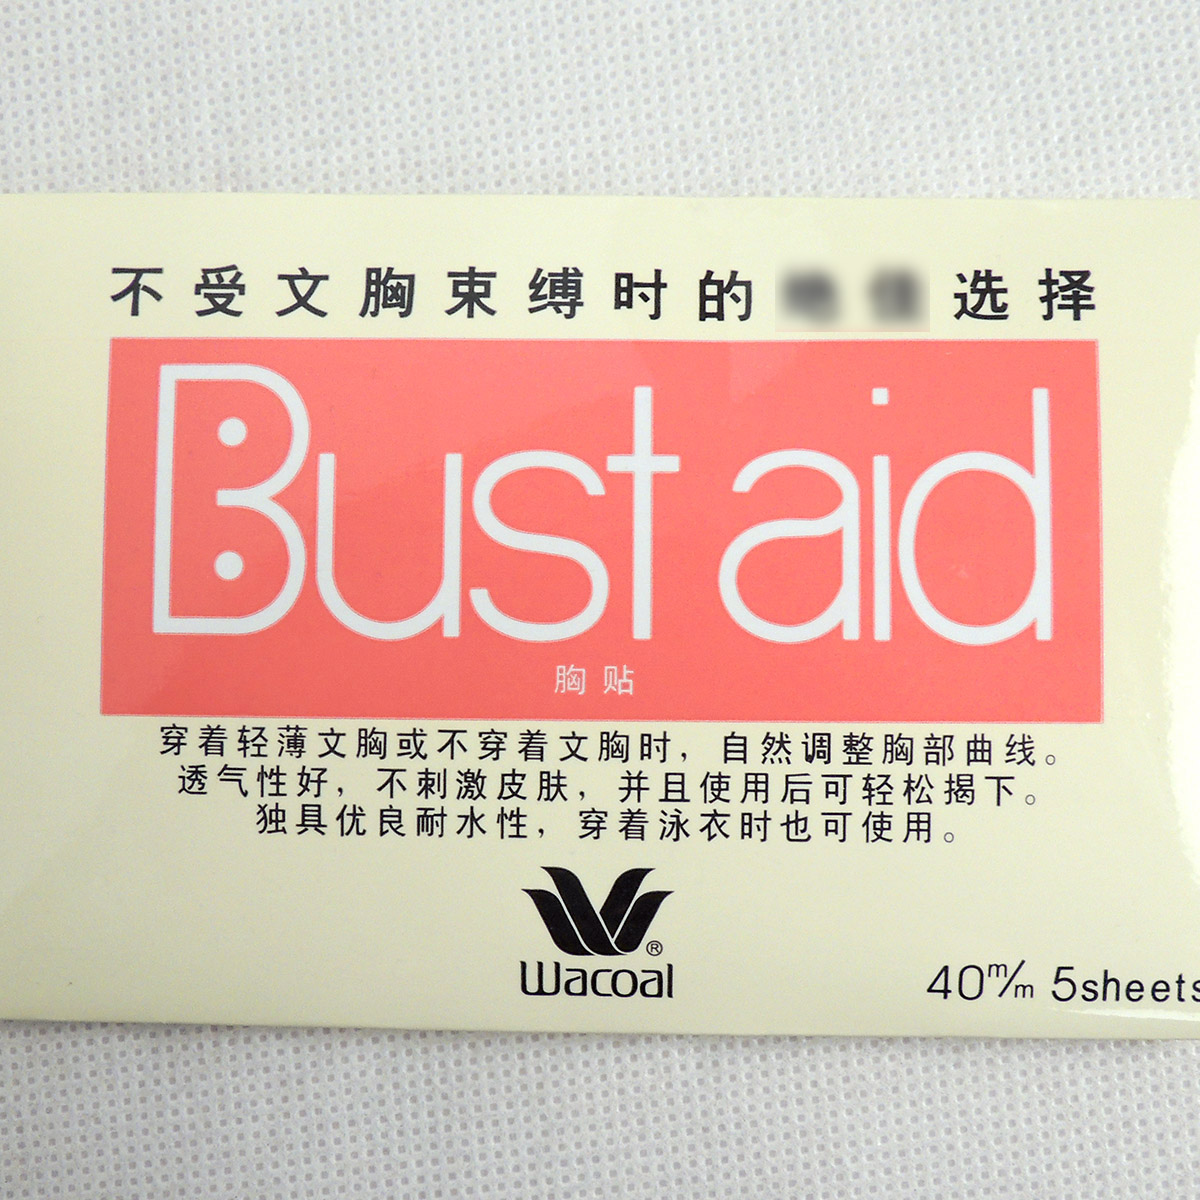 不受文胸束缚时的 选择
Bust aid
胸贴
穿着轻薄文胸或不穿着文胸时，自然调整胸部曲线。
透气性好，不刺激皮肤，并且使用后可轻松揭下。
独具优良耐水性，穿着泳衣时也可使用。
®
Wacoal
40m/m 5sheets